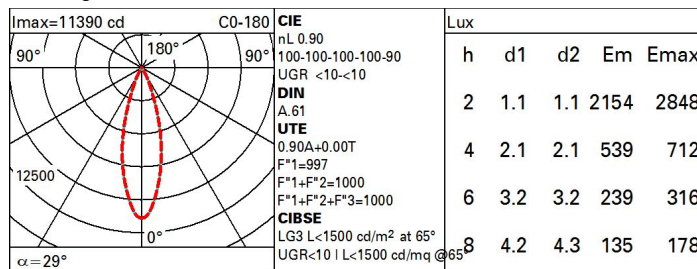 Imax=11390 cd C0-180
90° 180° 90°
12500
0°
α=29°
CIE
nL 0.90
100-100-100-100-90
UGR <10-<10
DIN
A.61
UTE
0.90A+0.00T
F"1=997
F"1+F"2=1000
F"1+F"2+F"3=1000
CIBSE
LG3 L<1500 cd/m² at 65°
UGR<10 | L<1500 cd/mq @65°
Lux
h d1 d2 Em Emax
2 1.1 1.1 2154 2848
4 2.1 2.1 539 712
6 3.2 3.2 239 316
8 4.2 4.3 135 178